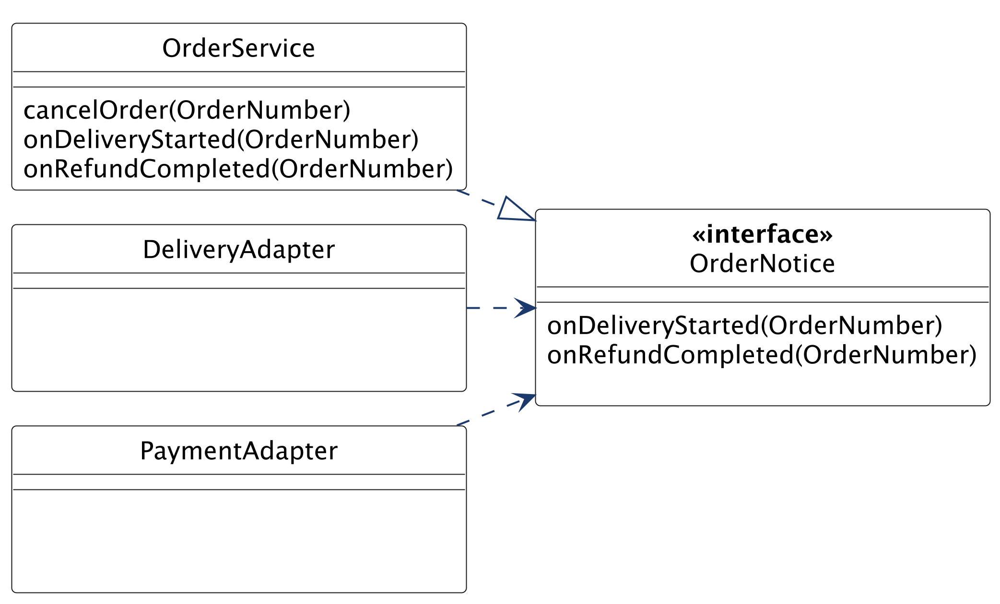 OrderService
cancelOrder(OrderNumber)
onDeliveryStarted(OrderNumber)
onRefundCompleted(OrderNumber)
DeliveryAdapter
PaymentAdapter
«interface»
OrderNotice
onDeliveryStarted(OrderNumber)
onRefundCompleted(OrderNumber)